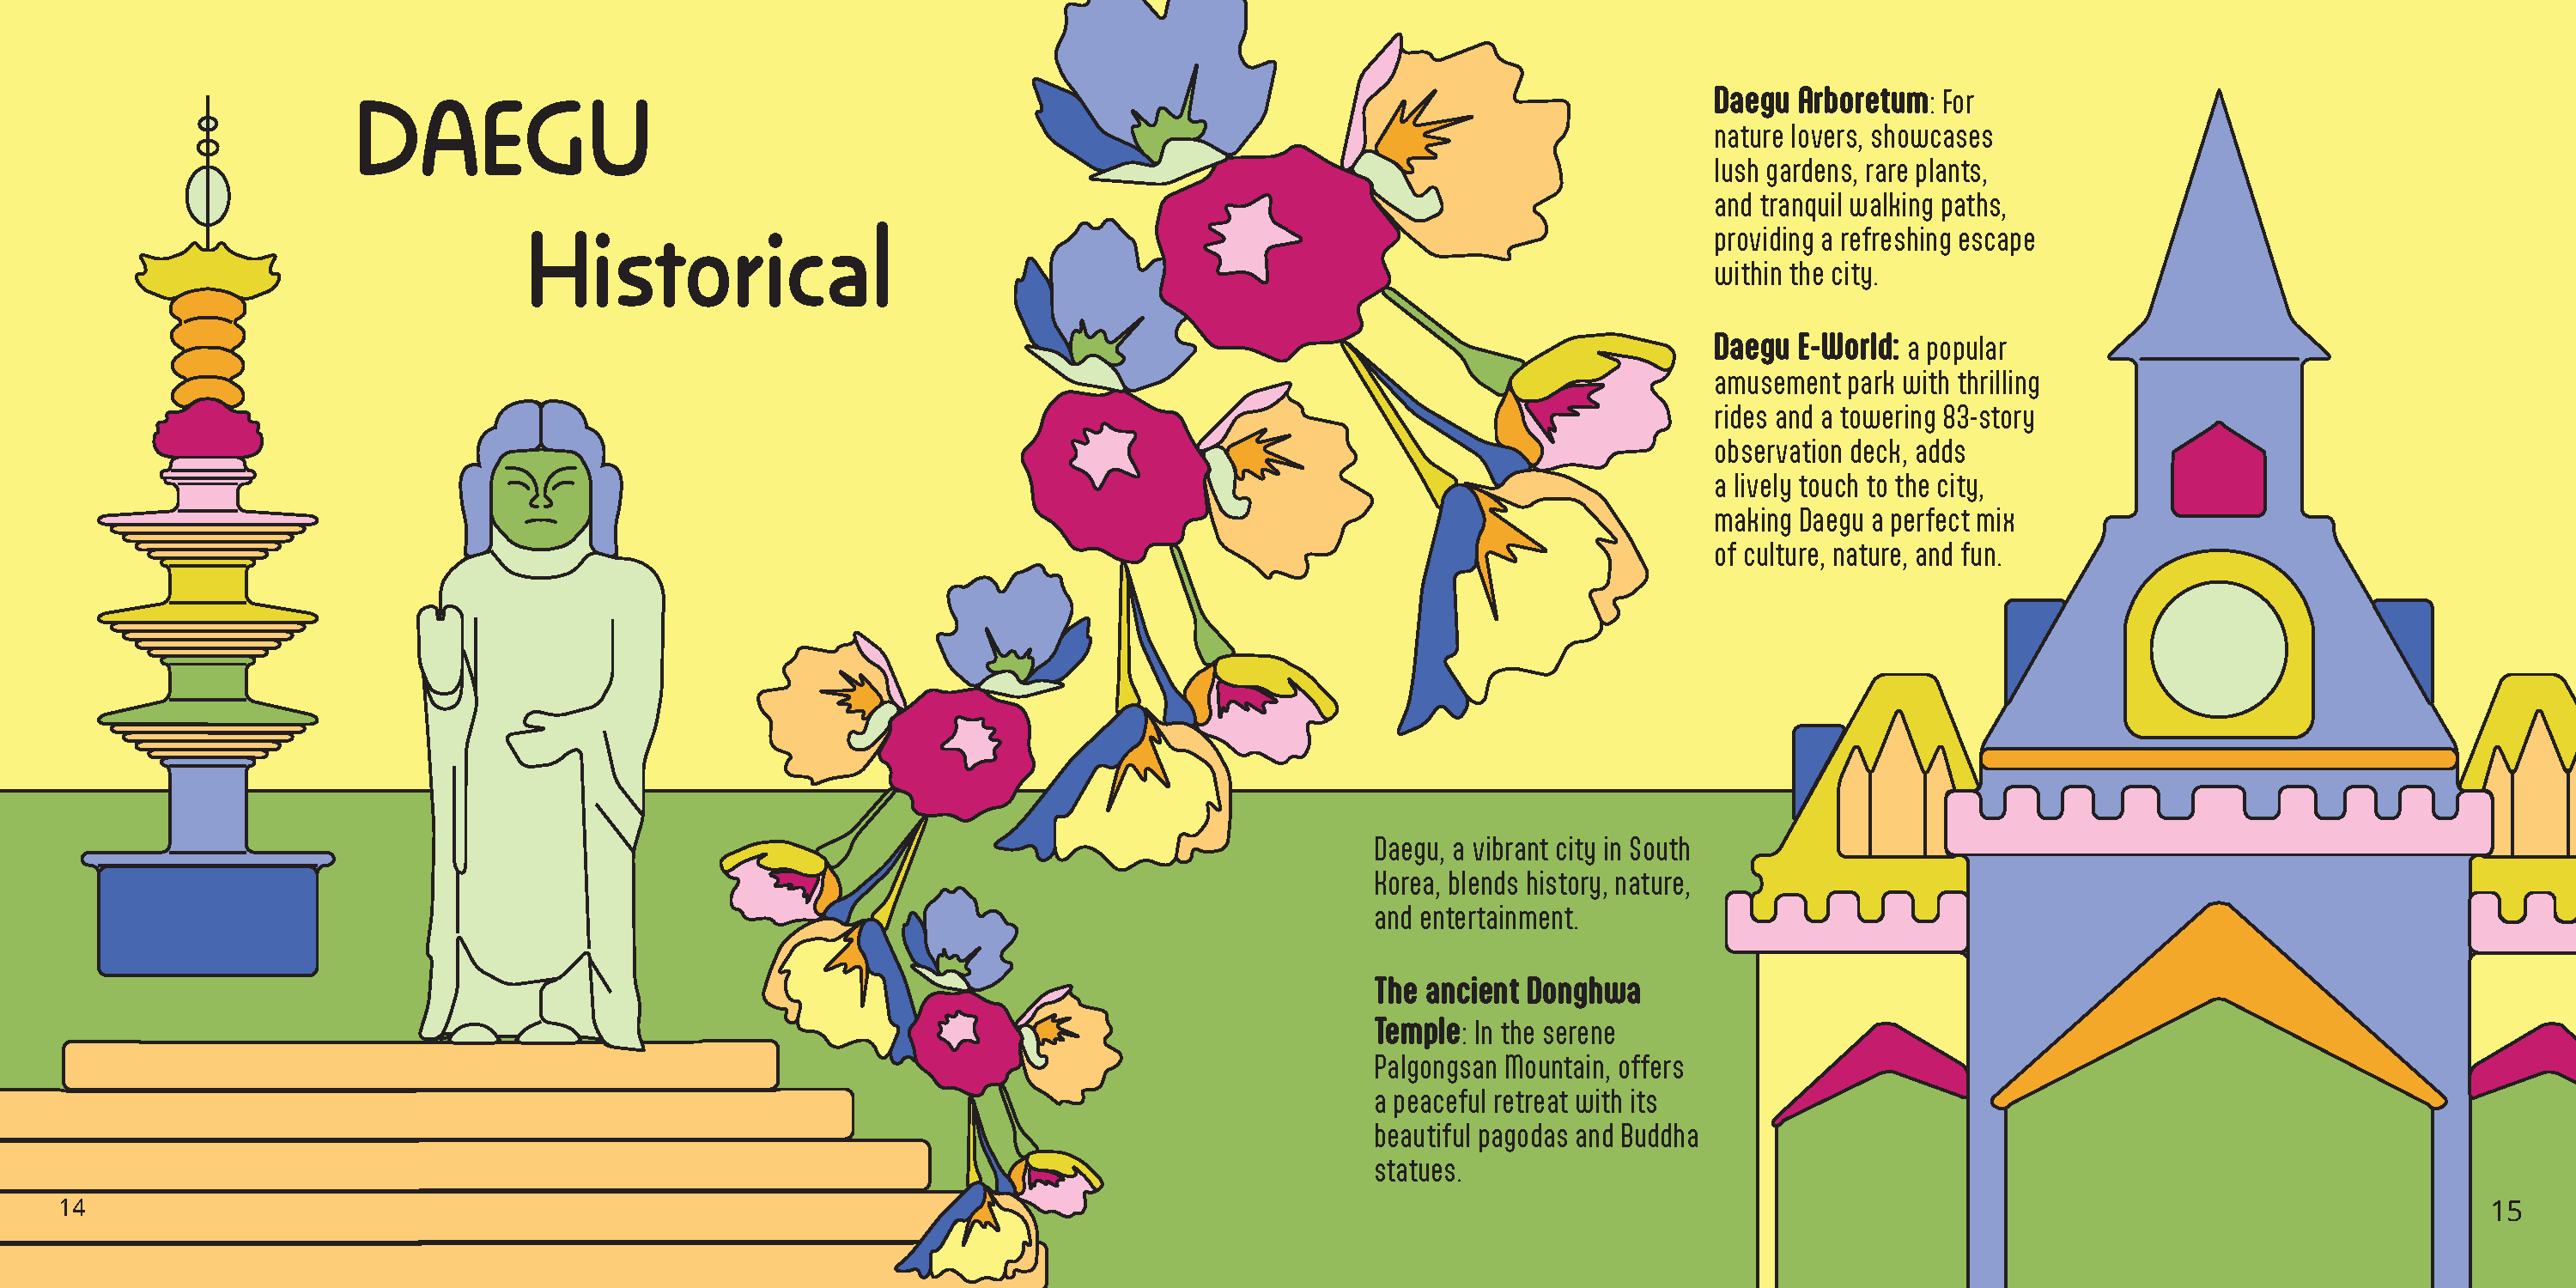 DAEGU
Historical
Daegu Arboretum: For
nature lovers, showcases
lush gardens, rare plants,
and tranquil walking paths,
providing a refreshing escape
within the city.
Daegu E-World: a popular
amusement park with thrilling
rides and a towering 83-story
observation deck, adds
a lively touch to the city,
making Daegu a perfect mix
of culture, nature, and fun.
Daegu, a vibrant city in South
Korea, blends history, nature,
and entertainment.
The ancient Donghwa
Temple: In the serene
Palgongsan Mountain, offers
a peaceful retreat with its
beautiful pagodas and Buddha
statues.
14
15